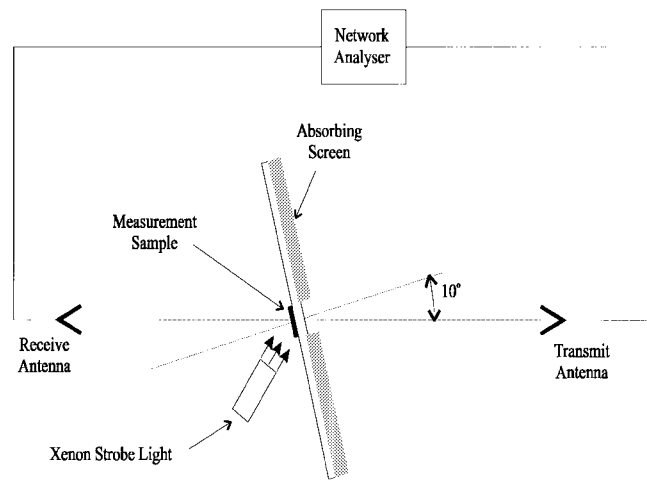 Network
Analyser
Absorbing
Screen
Measurement
Sample
10°
Receive
Antenna
Transmit
Antenna
Xenon Strobe Light